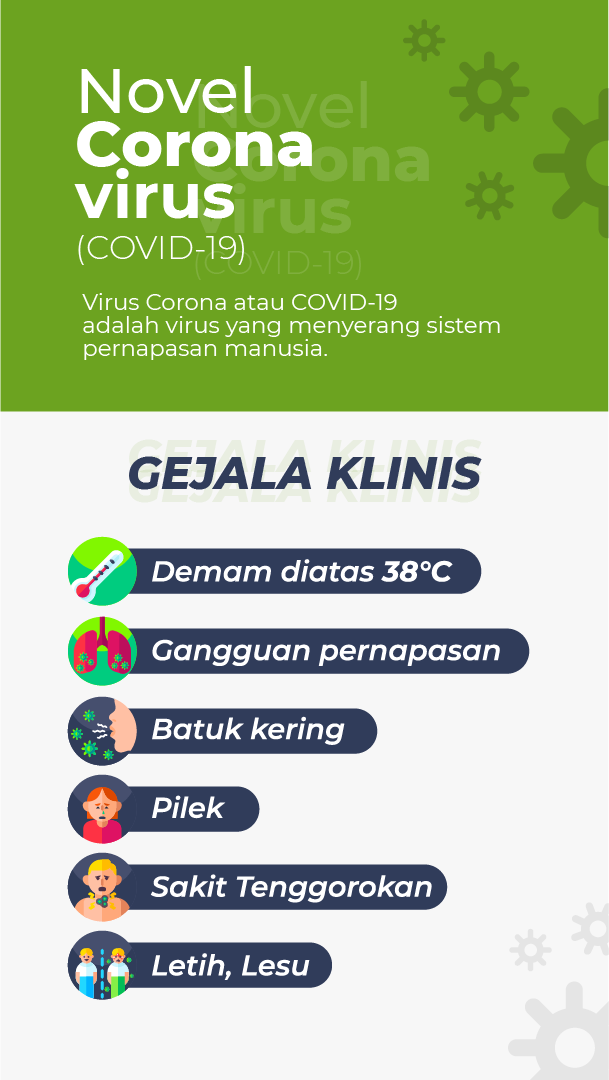 Novel
Corona
virus
(COVID-19)
Virus Corona atau COVID-19
adalah virus yang menyerang sistem
pernapasan manusia.
GEJALA KLINIS
Demam diatas 38°C
Gangguan pernapasan
Batuk kering
Pilek
Sakit Tenggorokan
Letih, Lesu